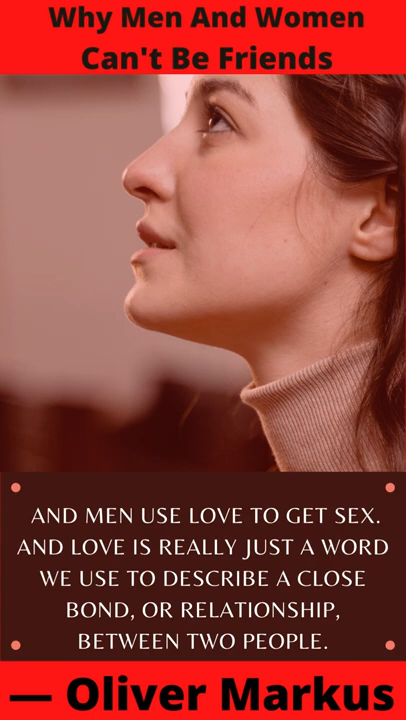 Why Men And Women
Can't Be Friends
AND MEN USE LOVE TO GET SEX.
AND LOVE IS REALLY JUST A WORD
WE USE TO DESCRIBE A CLOSE
BOND, OR RELATIONSHIP,
BETWEEN TWO PEOPLE.
— Oliver Markus